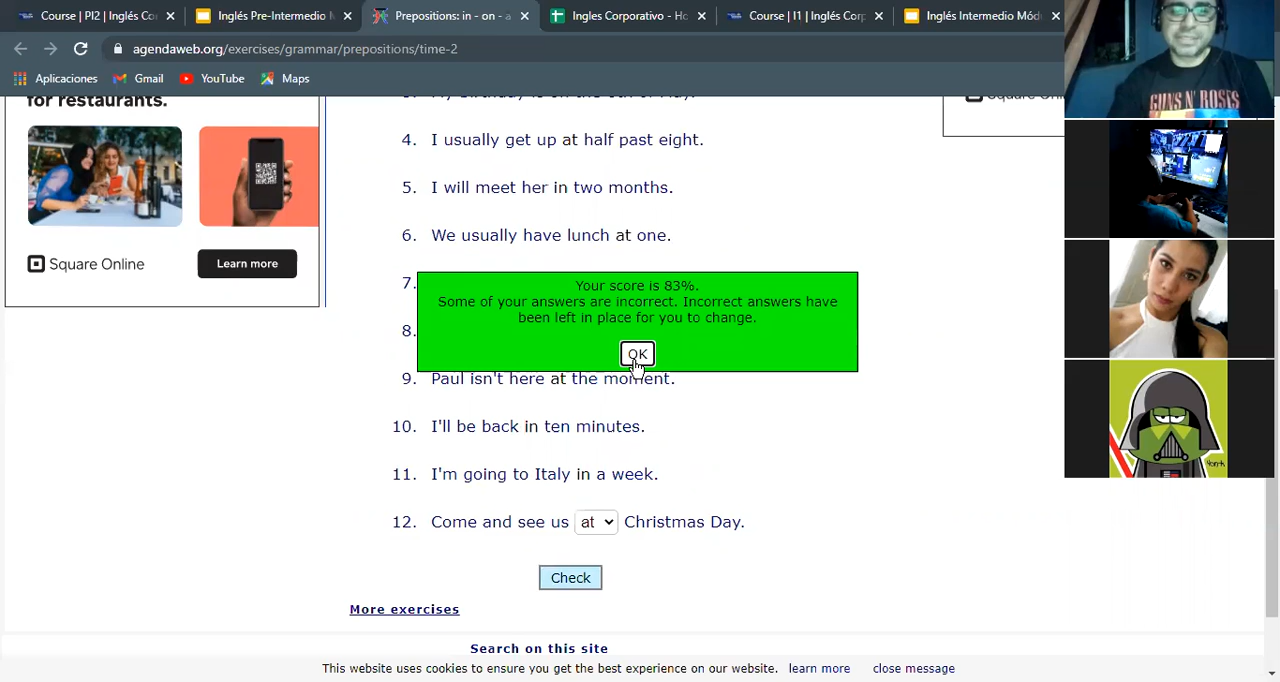 Course | PI2 | Inglés Co
Inglés Pre-Intermedio
Prepositions: in - on - a
Ingles Corporativo - Ho
Course | I1 | Inglés Corp
Inglés Intermedio Mód
agendaweb.org/exercises/grammar/prepositions/time-2
Aplicaciones
Gmail
YouTube
Maps
for restaurants.
Square Online
Learn more
4. I usually get up at half past eight.
5. I will meet her in two months.
6. We usually have lunch at one.
7.
8.
Your score is 83%.
Some of your answers are incorrect. Incorrect answers have
been left in place for you to change.
OK
9. Paul isn't here at the moment.
10. I'll be back in ten minutes.
11. I'm going to Italy in a week.
12. Come and see us at Christmas Day.
Check
More exercises
Search on this site
This website uses cookies to ensure you get the best experience on our website. learn more close message
GUNS N' ROSES